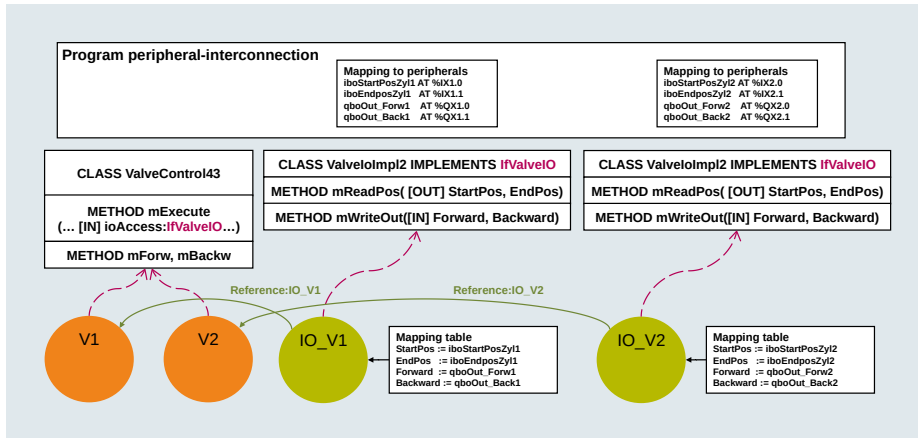 Program peripheral-interconnection
Mapping to peripherals
iboStartPosZyl1 AT %IX1.0
iboEndposZyl1 AT %IX1.1
qboOut_Forw1 AT %QX1.0
qboOut_Back1 AT %QX1.1
Mapping to peripherals
iboStartPosZyl2 AT %IX2.0
iboEndposZyl2 AT %IX2.1
qboOut_Forw2 AT %QX2.0
qboOut_Back2 AT %QX2.1
CLASS ValveControl43
METHOD mExecute
(… [IN] ioAccess:IfValveIO…)
METHOD mForw, mBackw
CLASS ValveIoImpl2 IMPLEMENTS IfValveIO
METHOD mReadPos( [OUT] StartPos, EndPos)
METHOD mWriteOut([IN] Forward, Backward)
CLASS ValveIoImpl2 IMPLEMENTS IfValveIO
METHOD mReadPos( [OUT] StartPos, EndPos)
METHOD mWriteOut([IN] Forward, Backward)
Reference:IO_V1
Reference:IO_V2
V1
V2
IO_V1
Mapping table
StartPos := iboStartPosZyl1
EndPos := iboEndposZyl1
Forward := qboOut_Forw1
Backward := qboOut_Back1
IO_V2
Mapping table
StartPos := iboStartPosZyl2
EndPos := iboEndposZyl2
Forward := qboOut_Forw2
Backward := qboOut_Back2